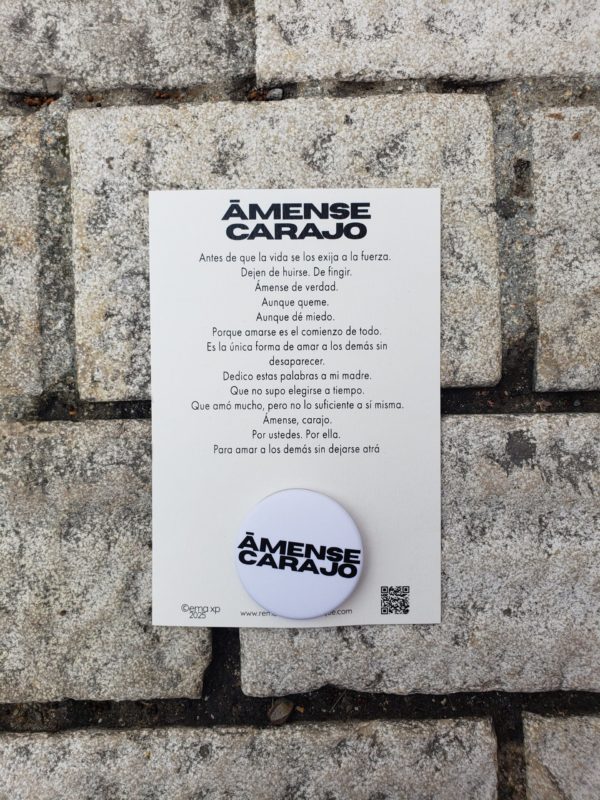 ĀMENSE
CARAJO
Antes de que la vida se los exija a la fuerza.
Dejen de huirse. De fingir.
Ámense de verdad.
Aunque queme.
Aunque dé miedo.
Porque amarse es el comienzo de todo.
Es la única forma de amar a los demás sin
desaparecer.
Dedico estas palabras a mi madre.
Que no supo elegirse a tiempo.
Que amó mucho, pero no lo suficiente a sí misma.
Ámense, carajo.
Por ustedes. Por ella.
Para amar a los demás sin dejarse atrá
ĀMENSE
CARAJO
©ema xp
2025